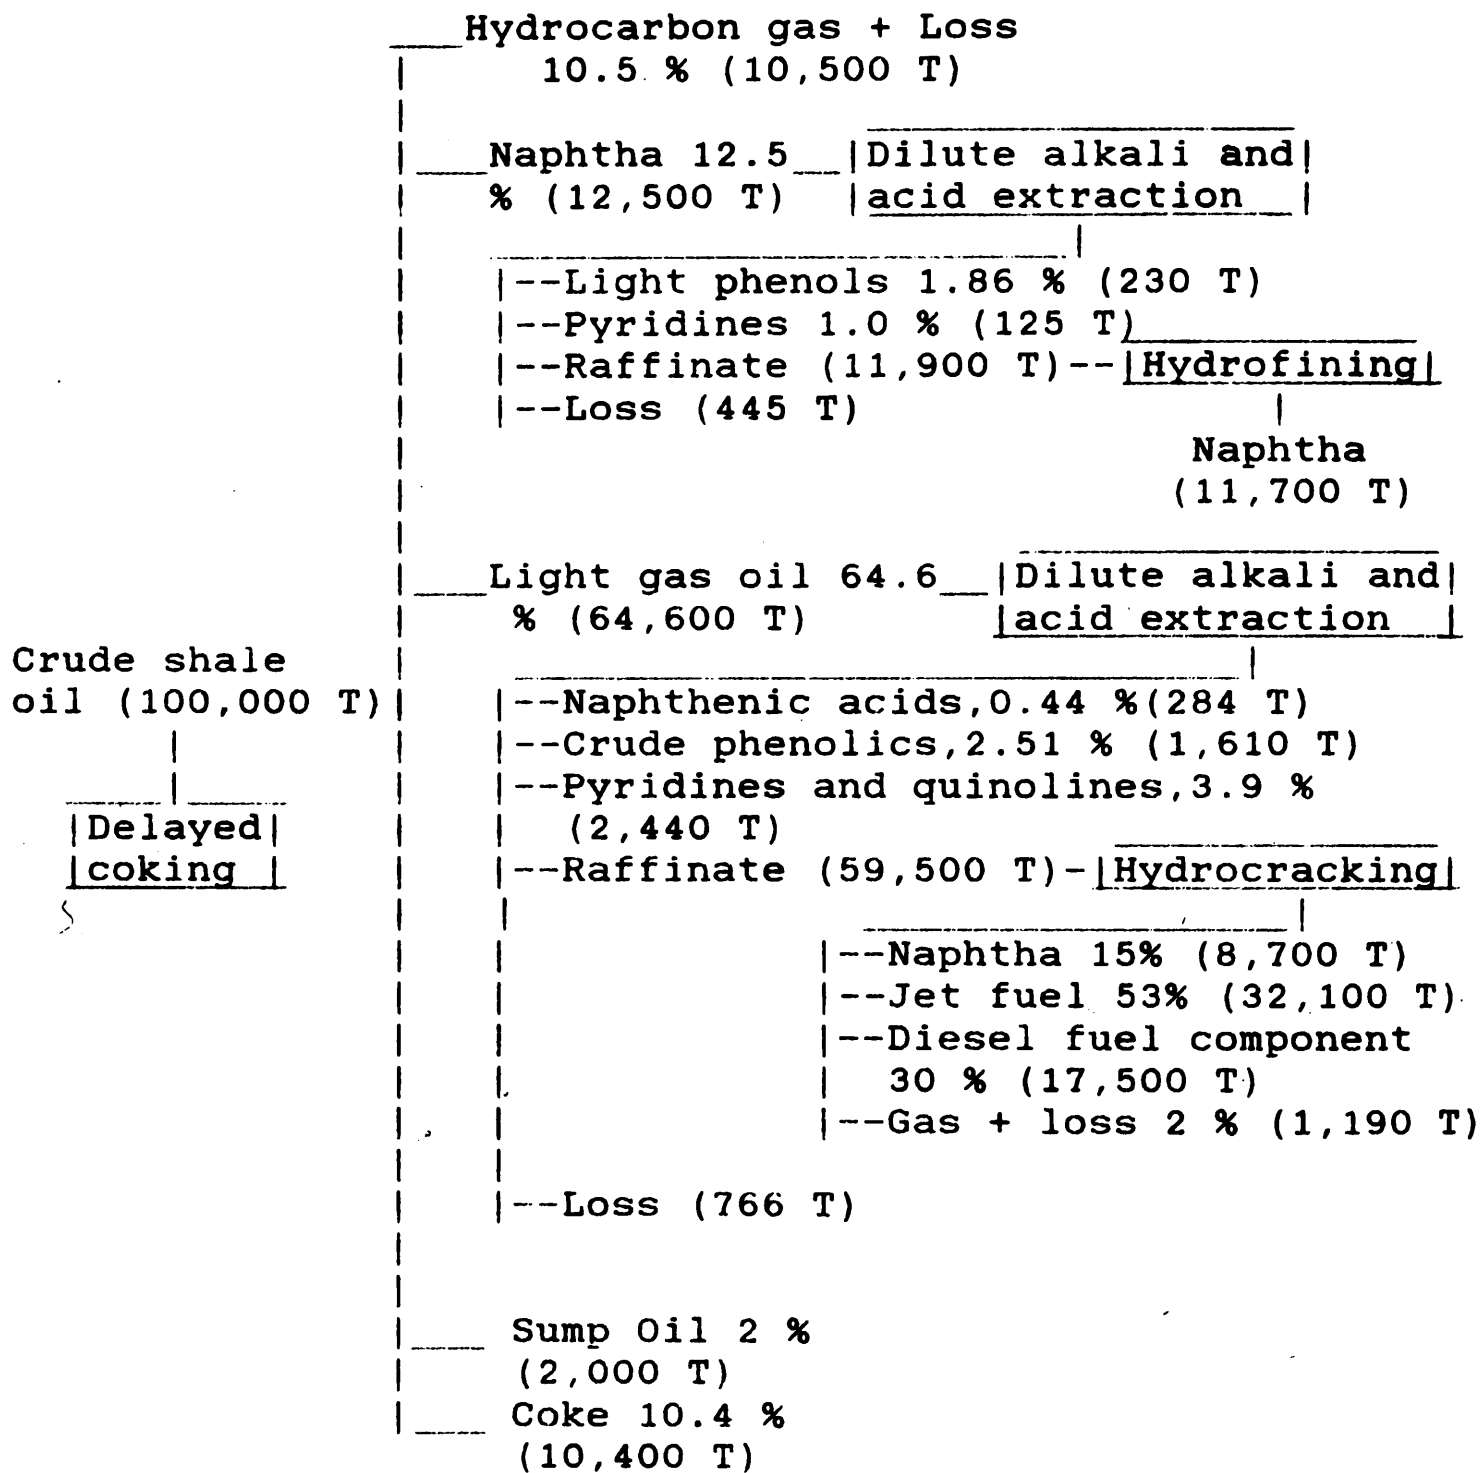 Hydrocarbon gas + Loss
10.5 % (10,500 T)
Naphtha 12.5 Dilute alkali and
% (12,500 T) acid extraction
--Light phenols 1.86 % (230 T)
--Pyridines 1.0 % (125 T)
--Raffinate (11,900 T)--|Hydrofining|
--Loss (445 T)
Naphtha
(11,700 T)
Light gas oil 64.6 Dilute alkali and
% (64,600 T) acid extraction
Crude shale
oil (100,000 T)
--Naphthenic acids,0.44 %(284 T)
--Crude phenolics,2.51 % (1,610 T)
--Pyridines and quinolines,3.9 %
(2,440 T)
Delayed
coking
--Raffinate (59,500 T)-|Hydrocracking|
--Naphtha 15% (8,700 T)
--Jet fuel 53% (32,100 T)
--Diesel fuel component
30 % (17,500 T)
--Gas + loss 2 % (1,190 T)
--Loss (766 T)
Sump Oil 2 %
(2,000 T)
Coke 10.4 %
(10,400 T)